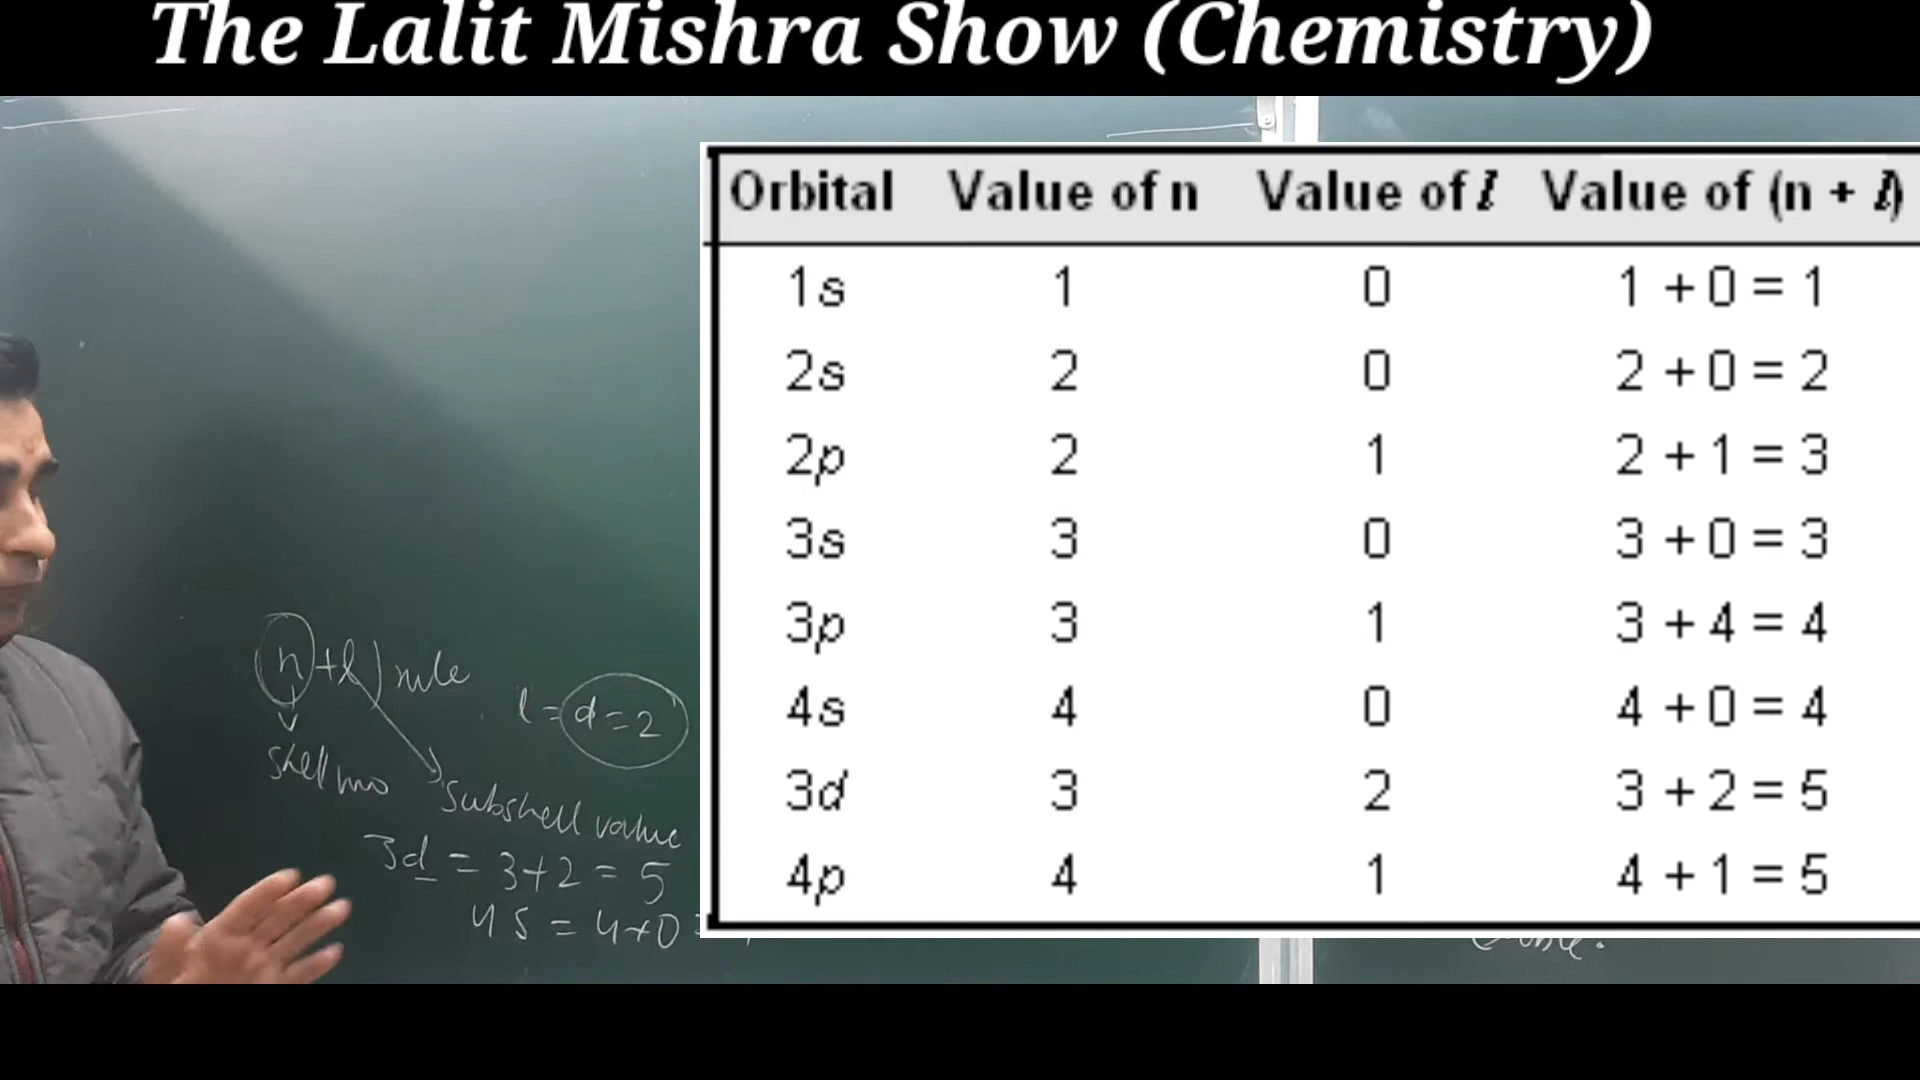 The Lalit Mishra Show (Chemistry)
(n+l) rule
l = d=2
shell no
subshell value
3d = 3+2 = 5
4s = 4+0
Orbital Value of n Value of l Value of (n + l)
1s 1 0 1 + 0 = 1
2s 2 0 2 + 0 = 2
2p 2 1 2 + 1 = 3
3s 3 0 3 + 0 = 3
3p 3 1 3 + 4 = 4
4s 4 0 4 + 0 = 4
3d 3 2 3 + 2 = 5
4p 4 1 4 + 1 = 5